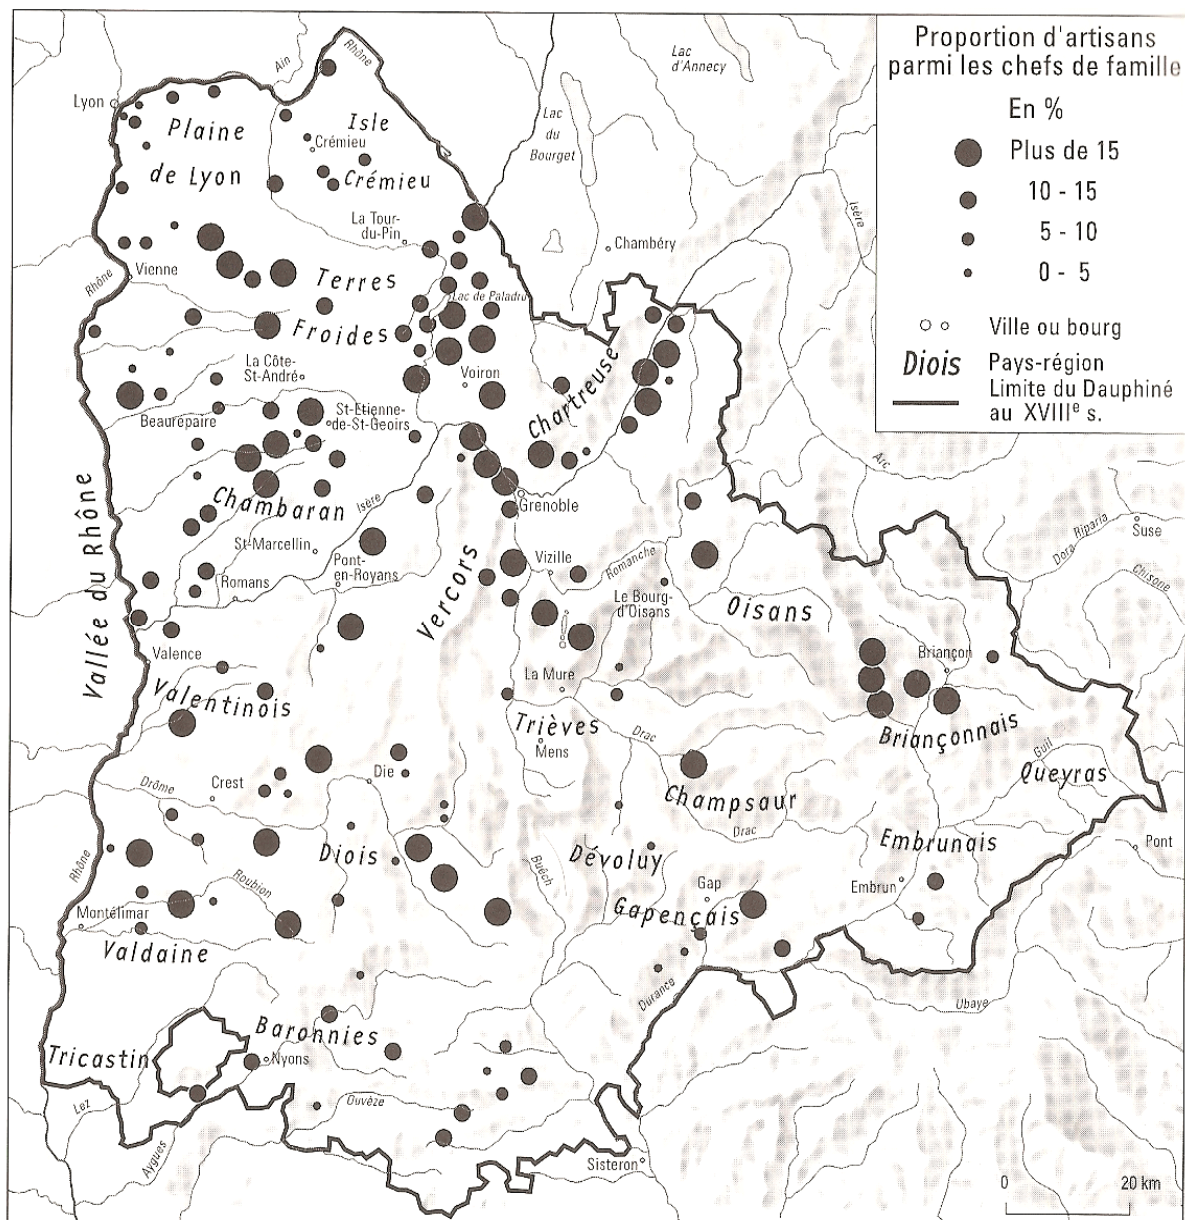 Proportion d'artisans
parmi les chefs de famille
En %
Plus de 15
10 - 15
5 - 10
0 - 5
Ville ou bourg
Diois
Pays-région
Limite du Dauphiné
au XVIIIe s.
Lac
d'Annecy
Ain
Rhône
Lyon
Plaine
de Lyon
Isle
Crémieu
Crémieu
Lac
du
Bourget
Isère
La Tour-
du-Pin
Chambéry
Rhône
Vienne
Terres
Froides
Lac de Paladru
La Côte-
St-André
Voiron
Chartreuse
Beaurepaire
St-Etienne-
de-St-Geoirs
Arc
Vallée du Rhône
Chambaran
Isère
Grenoble
St-Marcellin
Pont-
en-Royans
Romans
Vercors
Vizille
Romanche
Le Bourg-
d'Oisans
Oisans
Dora
Riparia
Suse
Chisone
Valence
Valentinois
La Mure
Briançon
Briançonnais
Trièves
Mens
Drac
Guil
Queyras
Drôme
Crest
Die
Champsaur
Drac
Embrunais
Pont
Diois
Dévoluy
Buëch
Rhône
Roubion
Gap
Embrun
Gapençais
Montélimar
Valdaine
Durance
Ubaye
Baronnies
Tricastin
Nyons
Lez
Ouvèze
Aygues
Sisteron
0
20 km